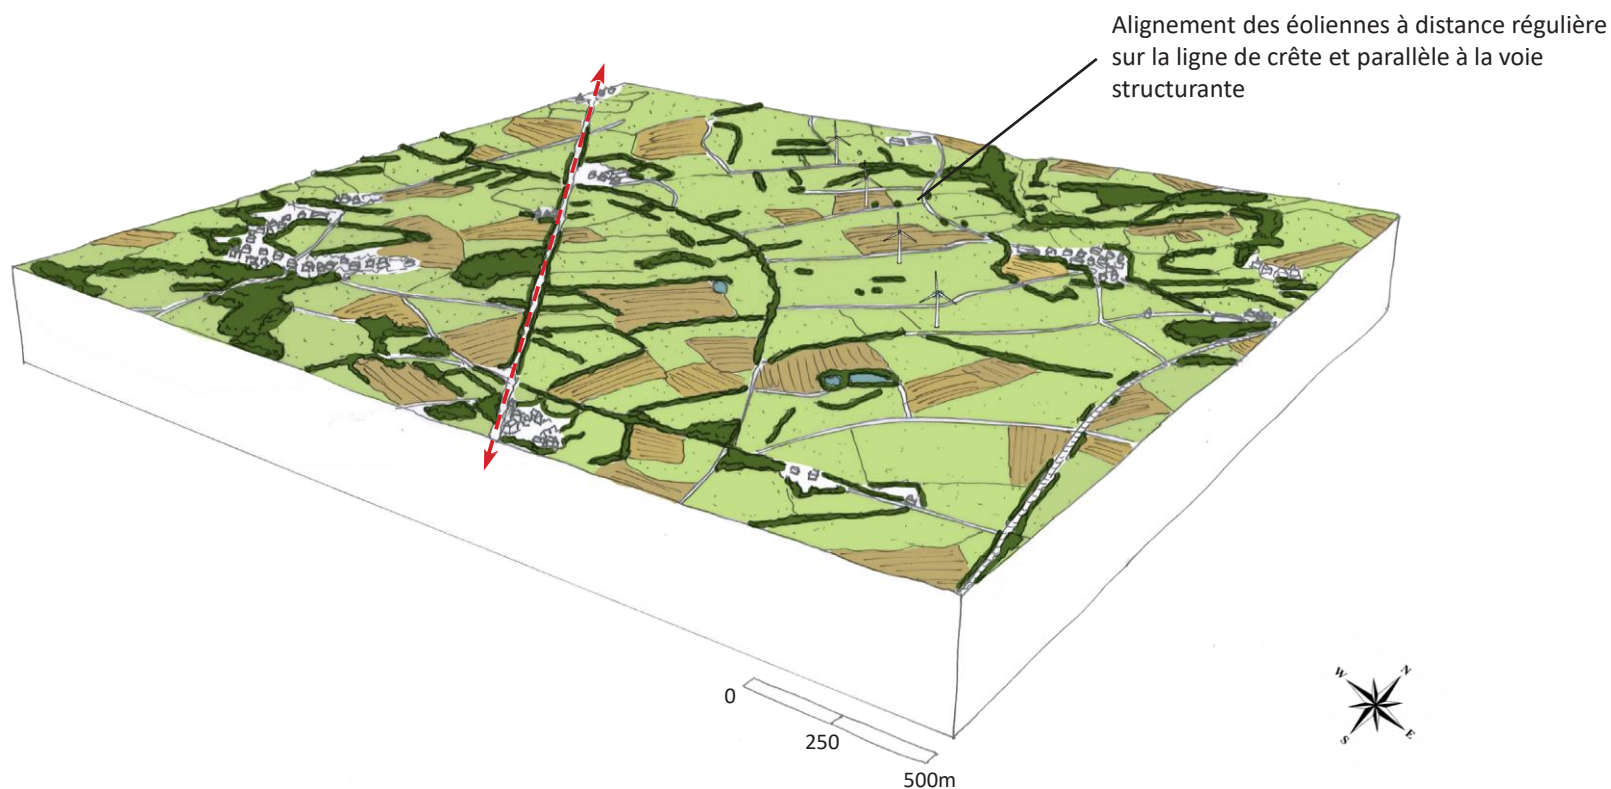 Alignement des éoliennes à distance régulière
sur la ligne de crête et parallèle à la voie
structurante
W
N
S
E
0
250
500m